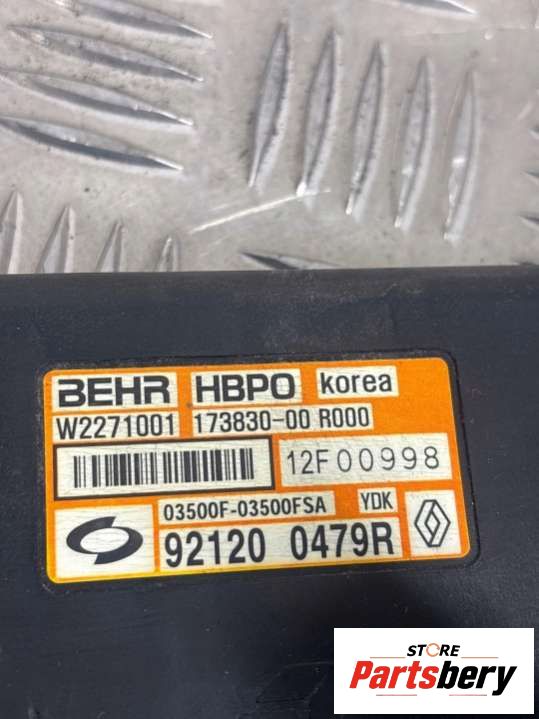 BEHR HBPO korea
W2271001 173830-00 R000
12F00998
03500F-03500FSA YDK
92120 0479R
STORE
Partsbery